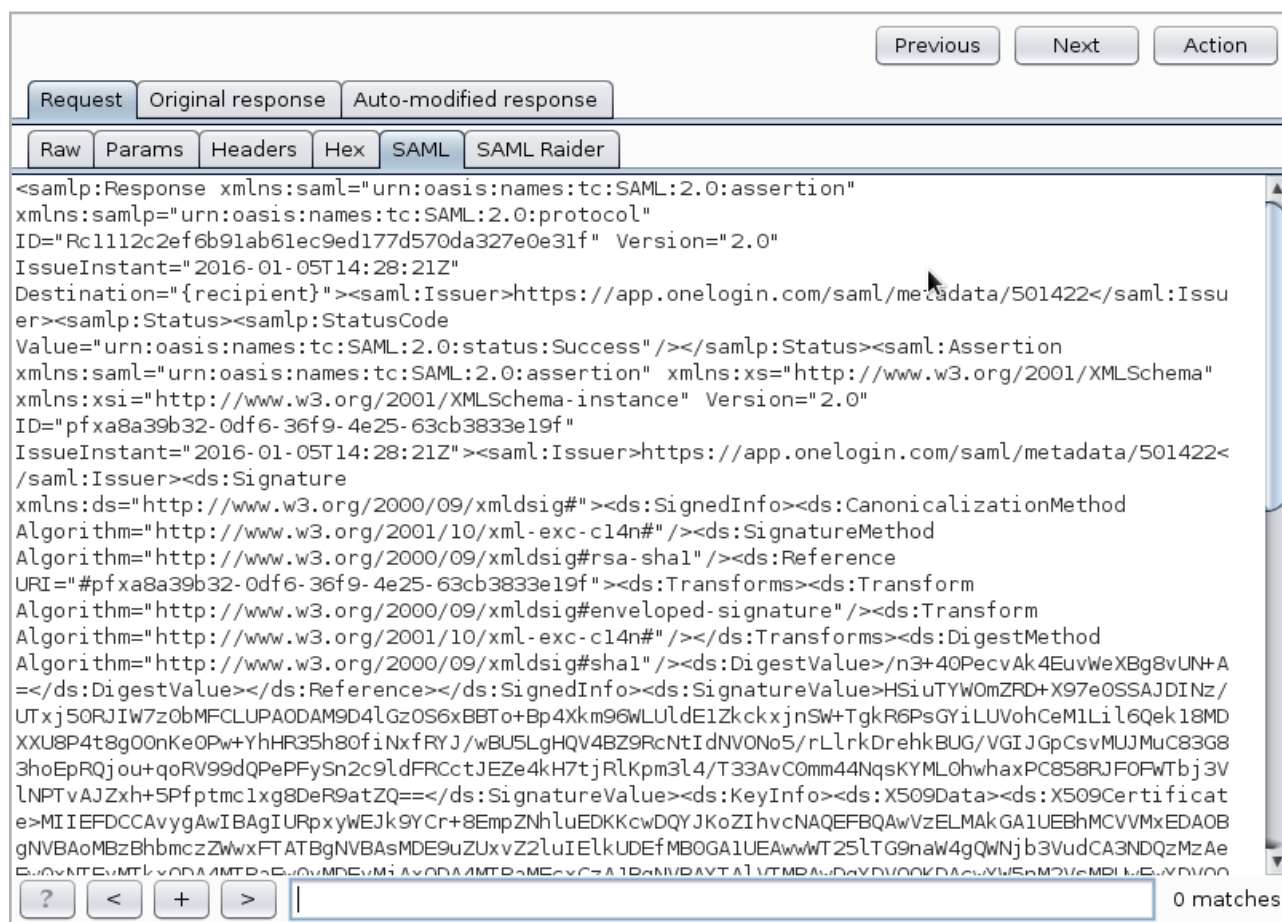 Previous Next Action
Request Original response Auto-modified response
Raw Params Headers Hex SAML SAML Raider
<samlp:Response xmlns:saml="urn:oasis:names:tc:SAML:2.0:assertion"
xmlns:samlp="urn:oasis:names:tc:SAML:2.0:protocol"
ID="Rc1112c2ef6b91ab61ec9ed177d570da327e0e31f" Version="2.0"
IssueInstant="2016-01-05T14:28:21Z"
Destination="{recipient}"><saml:Issuer>https://app.onelogin.com/saml/metadata/501422</saml:Issu
er><samlp:Status><samlp:StatusCode
Value="urn:oasis:names:tc:SAML:2.0:status:Success"/></samlp:Status><saml:Assertion
xmlns:saml="urn:oasis:names:tc:SAML:2.0:assertion" xmlns:xs="http://www.w3.org/2001/XMLSchema"
xmlns:xsi="http://www.w3.org/2001/XMLSchema-instance" Version="2.0"
ID="pfxa8a39b32-0df6-36f9-4e25-63cb3833e19f"
IssueInstant="2016-01-05T14:28:21Z"><saml:Issuer>https://app.onelogin.com/saml/metadata/501422<
/saml:Issuer><ds:Signature
xmlns:ds="http://www.w3.org/2000/09/xmldsig#"><ds:SignedInfo><ds:CanonicalizationMethod
Algorithm="http://www.w3.org/2001/10/xml-exc-c14n#"/><ds:SignatureMethod
Algorithm="http://www.w3.org/2000/09/xmldsig#rsa-sha1"/><ds:Reference
URI="#pfxa8a39b32-0df6-36f9-4e25-63cb3833e19f"><ds:Transforms><ds:Transform
Algorithm="http://www.w3.org/2000/09/xmldsig#enveloped-signature"/><ds:Transform
Algorithm="http://www.w3.org/2001/10/xml-exc-c14n#"/></ds:Transforms><ds:DigestMethod
Algorithm="http://www.w3.org/2000/09/xmldsig#sha1"/><ds:DigestValue>/n3+40PecvAk4EuvWeXBg8vUN+A
=</ds:DigestValue></ds:Reference></ds:SignedInfo><ds:SignatureValue>HSiuTYWOmZRD+X97e0SSAJDINz/
UTxj50RJIW7z0bMFCLUPAODAM9D4lGzOS6xBBTo+Bp4Xkm96WLUldE1ZkckxjnSW+TgkR6PsGYiLUVohCeM1Lil6Qek18MD
XXU8P4t8gO0nKe0Pw+YhHR35h80fiNxfRYJ/wBU5LgHQV4BZ9RcNtIdNVONo5/rLlrkDrehkBUG/VGIJGpCsvMUJMuC83G8
3hoEpRQjou+qoRV99dQPePFySn2c9ldFRCctJEZe4kH7tjRlKpm3l4/T33AvC0mm44NqsKYML0hwhaxPC858RJFOFWTbj3V
lNPTvAJZxh+5Pfptmc1xg8DeR9atZQ==</ds:SignatureValue><ds:KeyInfo><ds:X509Data><ds:X509Certificat
e>MIIEFDCCAvygAwIBAgIURpxyWEJk9YCr+8EmpZNhluEDKKcwDQYJKoZIhvcNAQEFBQAwVzELMAkGA1UEBhMCVVMxEDAOB
gNVBAoMBzBhbmczZWwxFTATBgNVBAsMDE9uZUxvZ2luIElkUDEfMB0GA1UEAwwWT25lTG9naW4gQWNjb3VudCA3NDQzMzAe
? < + > 0 matches